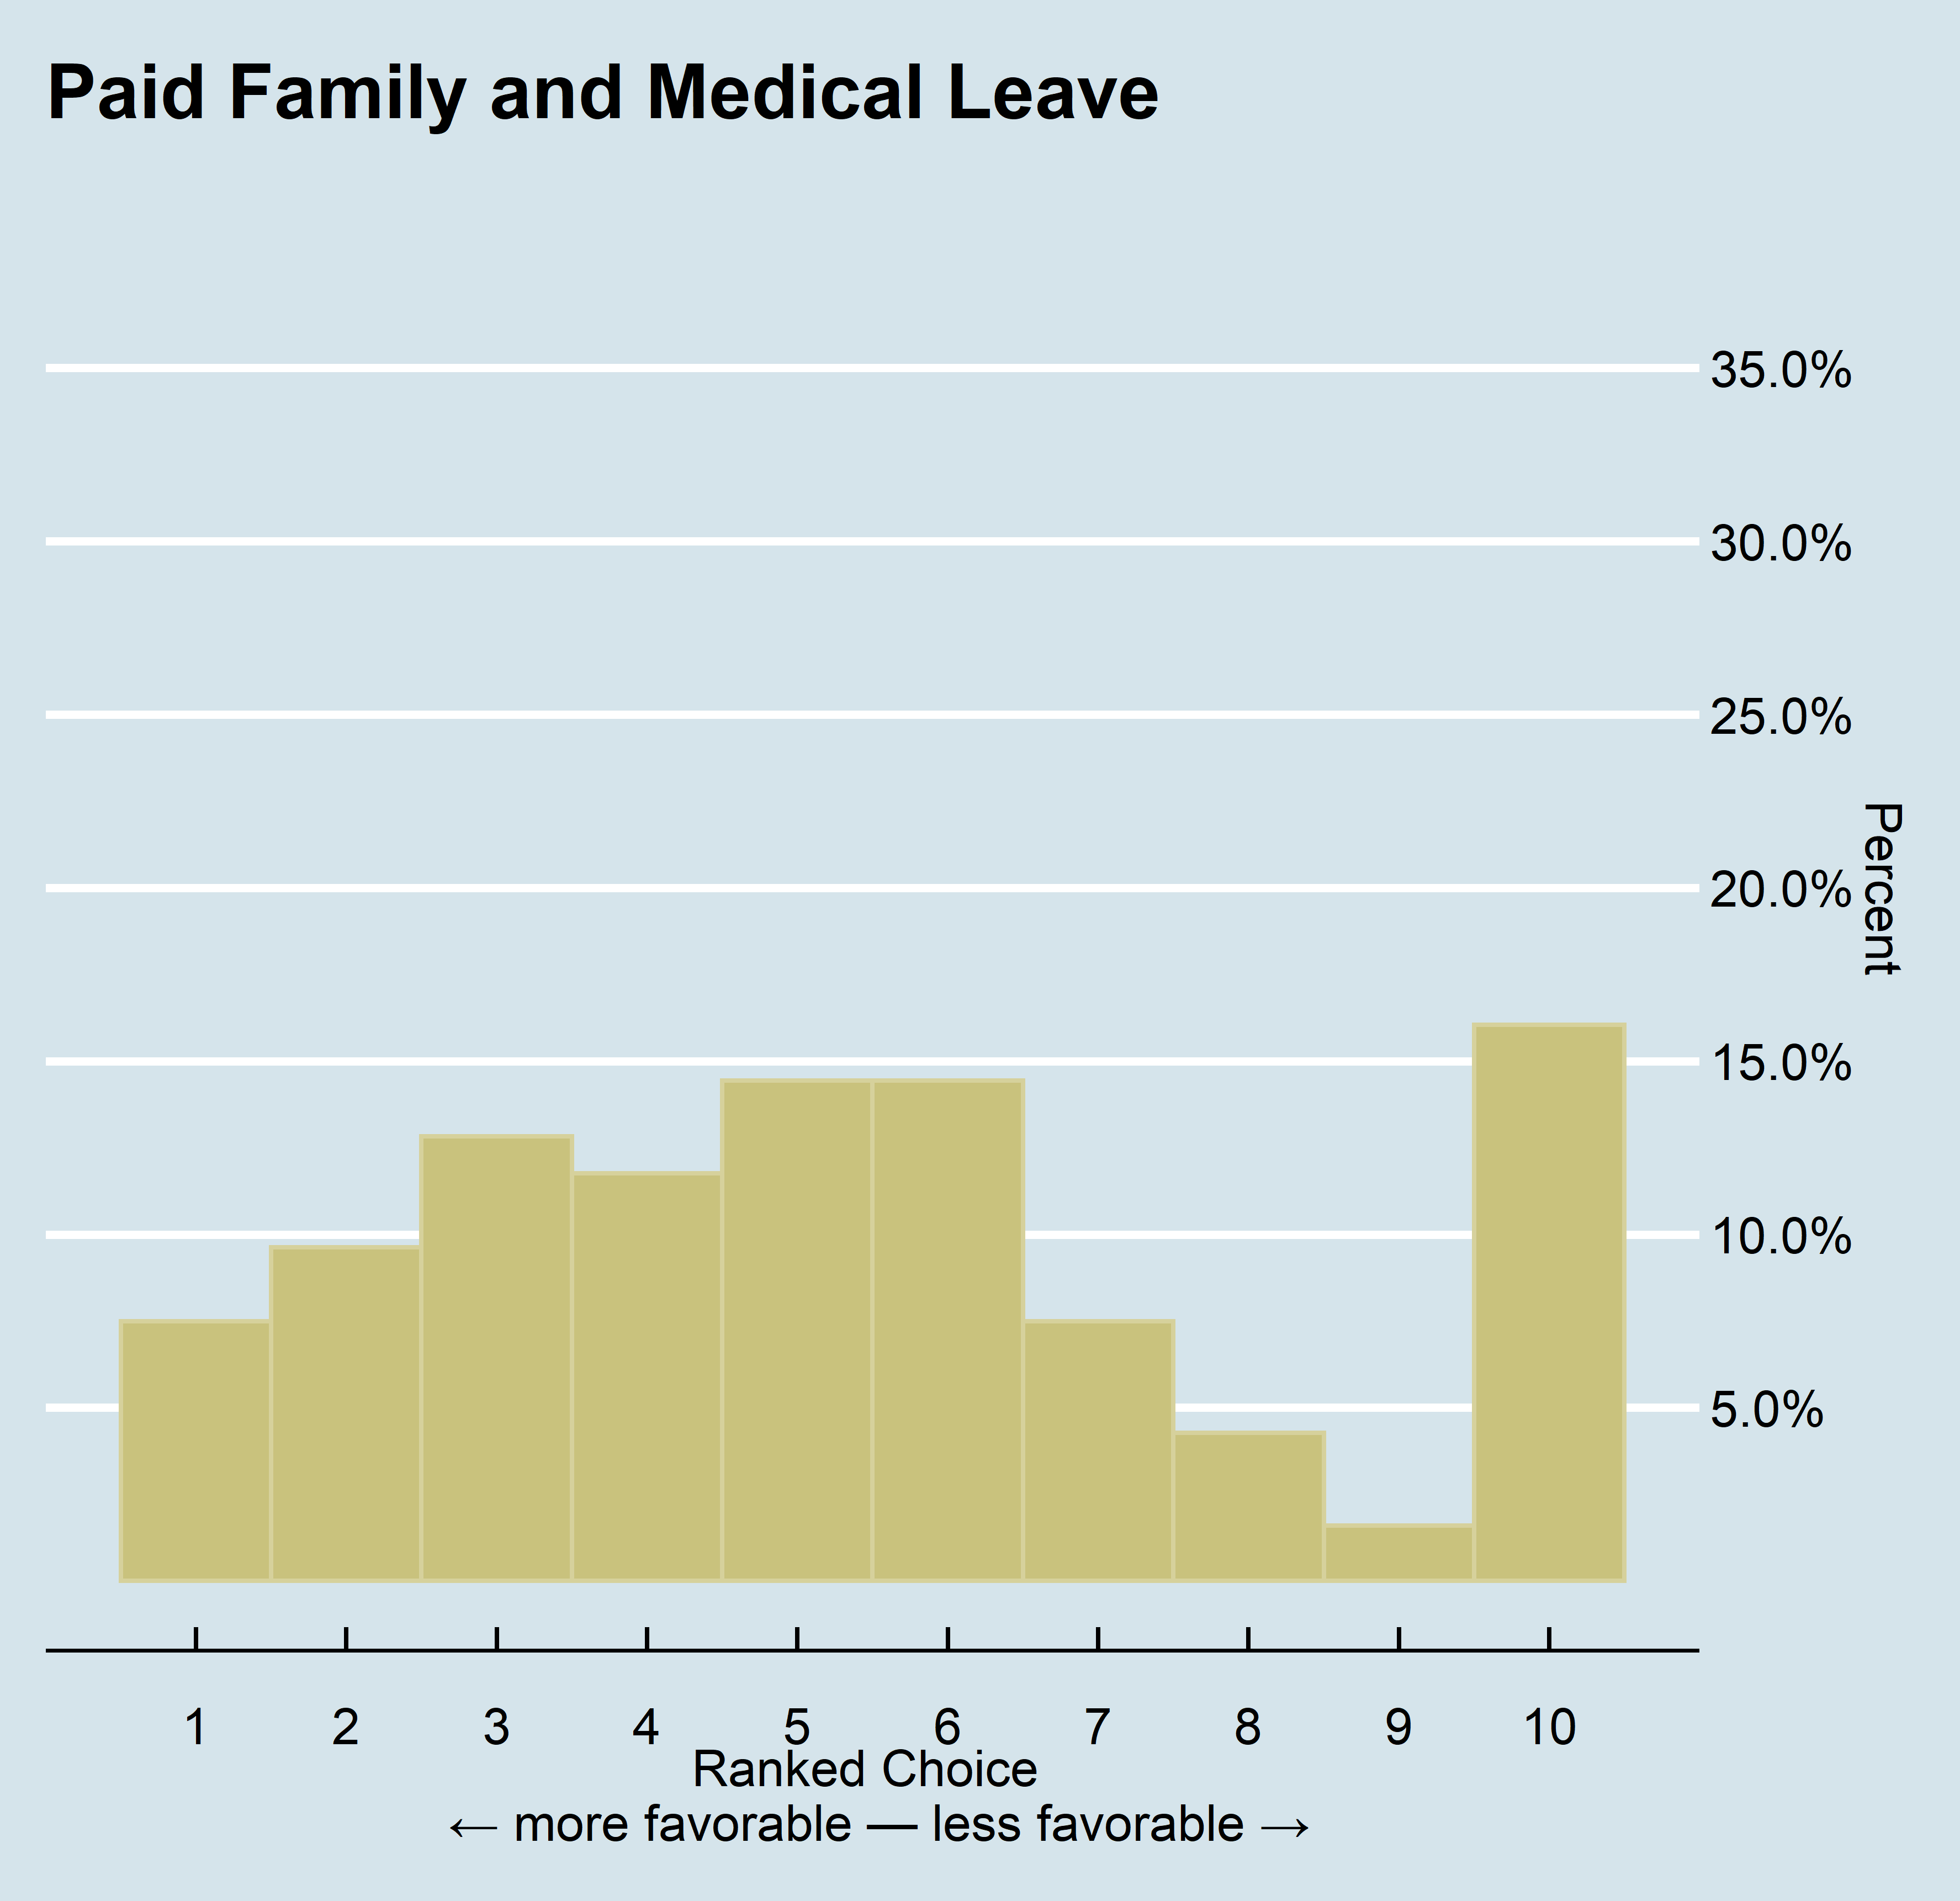 Paid Family and Medical Leave
35.0%
30.0%
25.0%
20.0%
15.0%
10.0%
5.0%
Percent
1 2 3 4 5 6 7 8 9 10
Ranked Choice
← more favorable — less favorable →